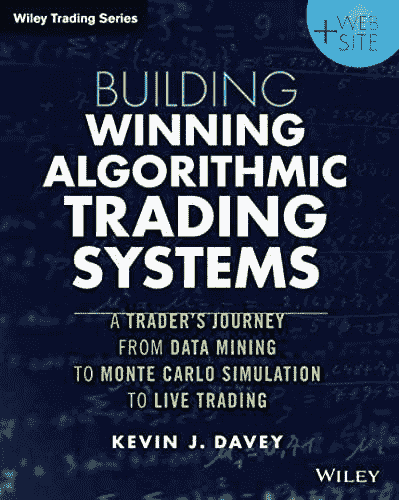 Wiley Trading Series
+WEB
SITE
BUILDING
WINNING
ALGORITHMIC
TRADING
SYSTEMS
A TRADER'S JOURNEY
FROM DATA MINING
TO MONTE CARLO SIMULATION
TO LIVE TRADING
KEVIN J. DAVEY
WILEY